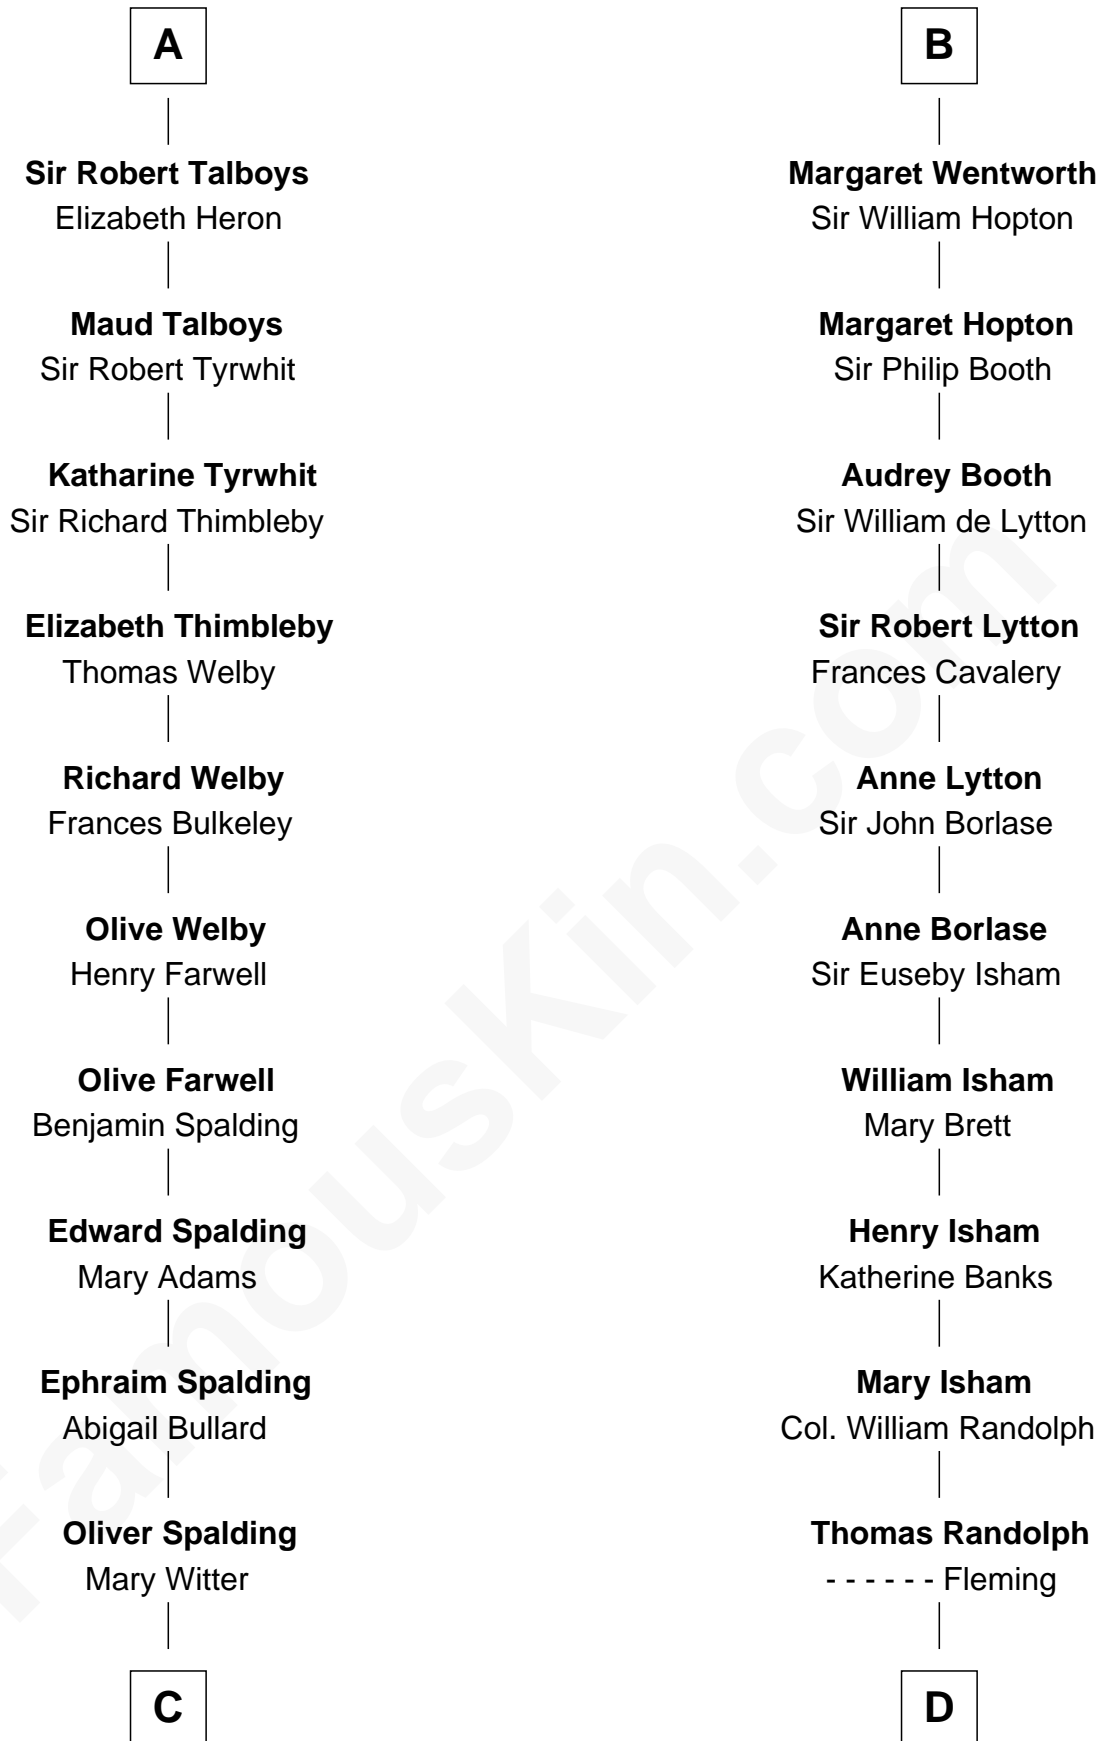 A
Sir Robert Talboys
Elizabeth Heron
Maud Talboys
Sir Robert Tyrwhit
Katharine Tyrwhit
Sir Richard Thimbleby
Elizabeth Thimbleby
Thomas Welby
Richard Welby
Frances Bulkeley
Olive Welby
Henry Farwell
Olive Farwell
Benjamin Spalding
Edward Spalding
Mary Adams
Ephraim Spalding
Abigail Bullard
Oliver Spalding
Mary Witter
C
B
Margaret Wentworth
Sir William Hopton
Margaret Hopton
Sir Philip Booth
Audrey Booth
Sir William de Lytton
Sir Robert Lytton
Frances Cavalery
Anne Lytton
Sir John Borlase
Anne Borlase
Sir Euseby Isham
William Isham
Mary Brett
Henry Isham
Katherine Banks
Mary Isham
Col. William Randolph
Thomas Randolph
- - - - - - Fleming
D
FamousKin.com